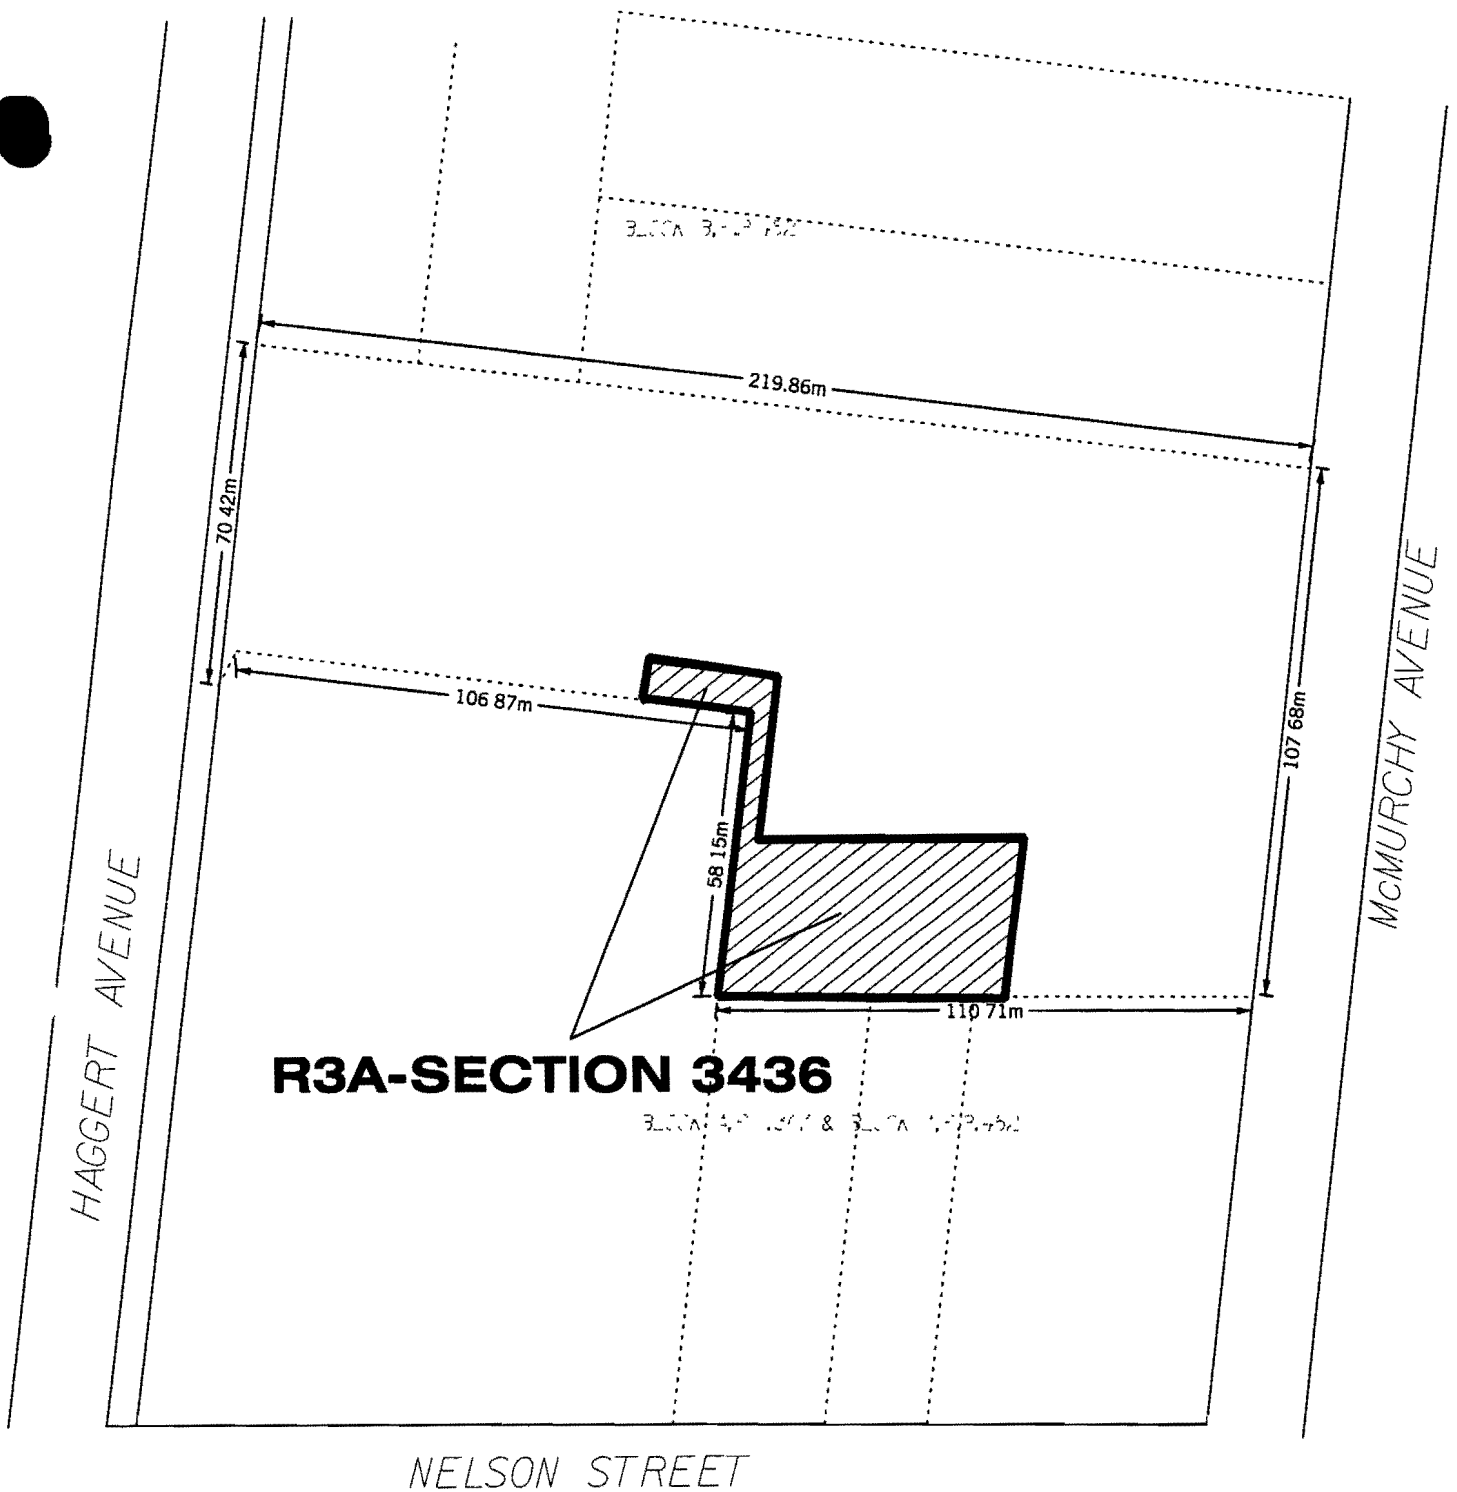 219.86m
70 42m
106 87m
58 15m
107 68m
110 71m
McMURCHY AVENUE
HAGGERT AVENUE
R3A-SECTION 3436
&
NELSON STREET